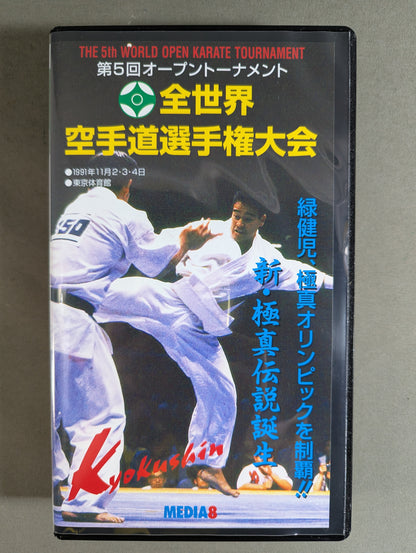 THE 5th WORLD OPEN KARATE TOURNAMENT
第5回オープントーナメント
全世界
空手道選手権大会
●1991年11月2・3・4日
●東京体育館
緑健児、極真オリンピックを制覇!!
新・極真伝説誕生
Kyokushin
MEDIA8